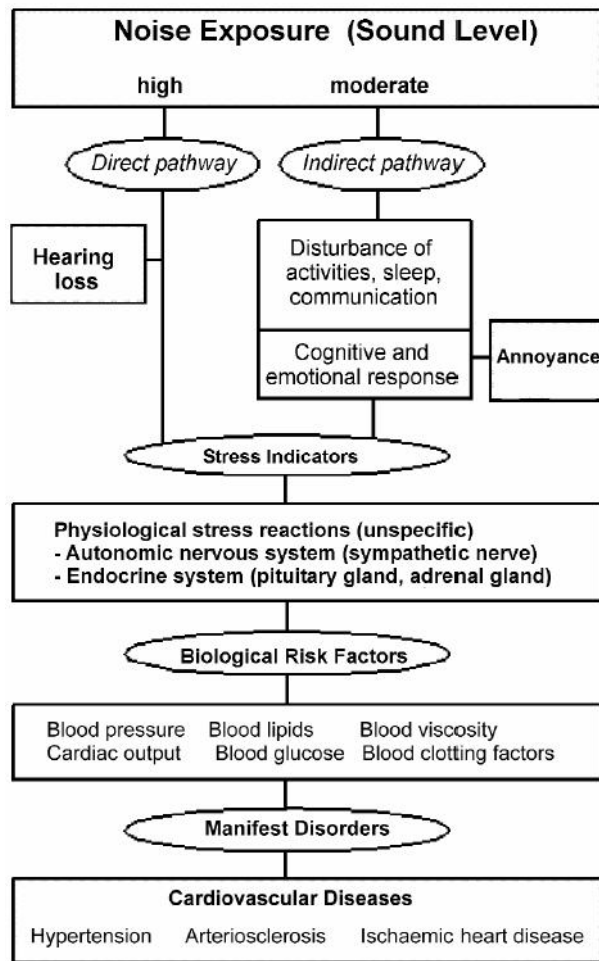 Noise Exposure (Sound Level)
high moderate
Direct pathway Indirect pathway
Hearing
loss
Disturbance of
activities, sleep,
communication
Cognitive and
emotional response
Annoyance
Stress Indicators
Physiological stress reactions (unspecific)
- Autonomic nervous system (sympathetic nerve)
- Endocrine system (pituitary gland, adrenal gland)
Biological Risk Factors
Blood pressure Blood lipids Blood viscosity
Cardiac output Blood glucose Blood clotting factors
Manifest Disorders
Cardiovascular Diseases
Hypertension Arteriosclerosis Ischaemic heart disease